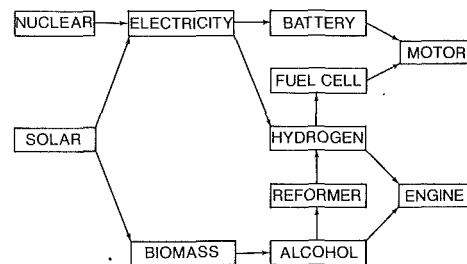 NUCLEAR
ELECTRICITY
BATTERY
MOTOR
FUEL CELL
SOLAR
HYDROGEN
REFORMER
ENGINE
BIOMASS
ALCOHOL